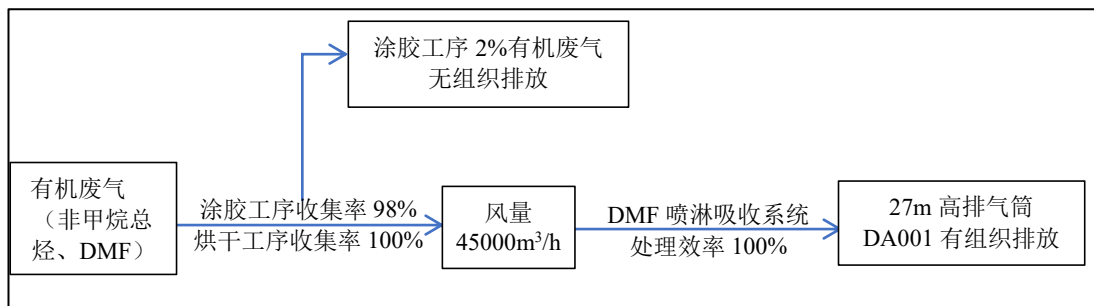 涂胶工序 2%有机废气
无组织排放
有机废气
（非甲烷总
烃、DMF）
涂胶工序收集率 98%
烘干工序收集率 100%
风量
45000m³/h
DMF 喷淋吸收系统
处理效率 100%
27m 高排气筒
DA001 有组织排放